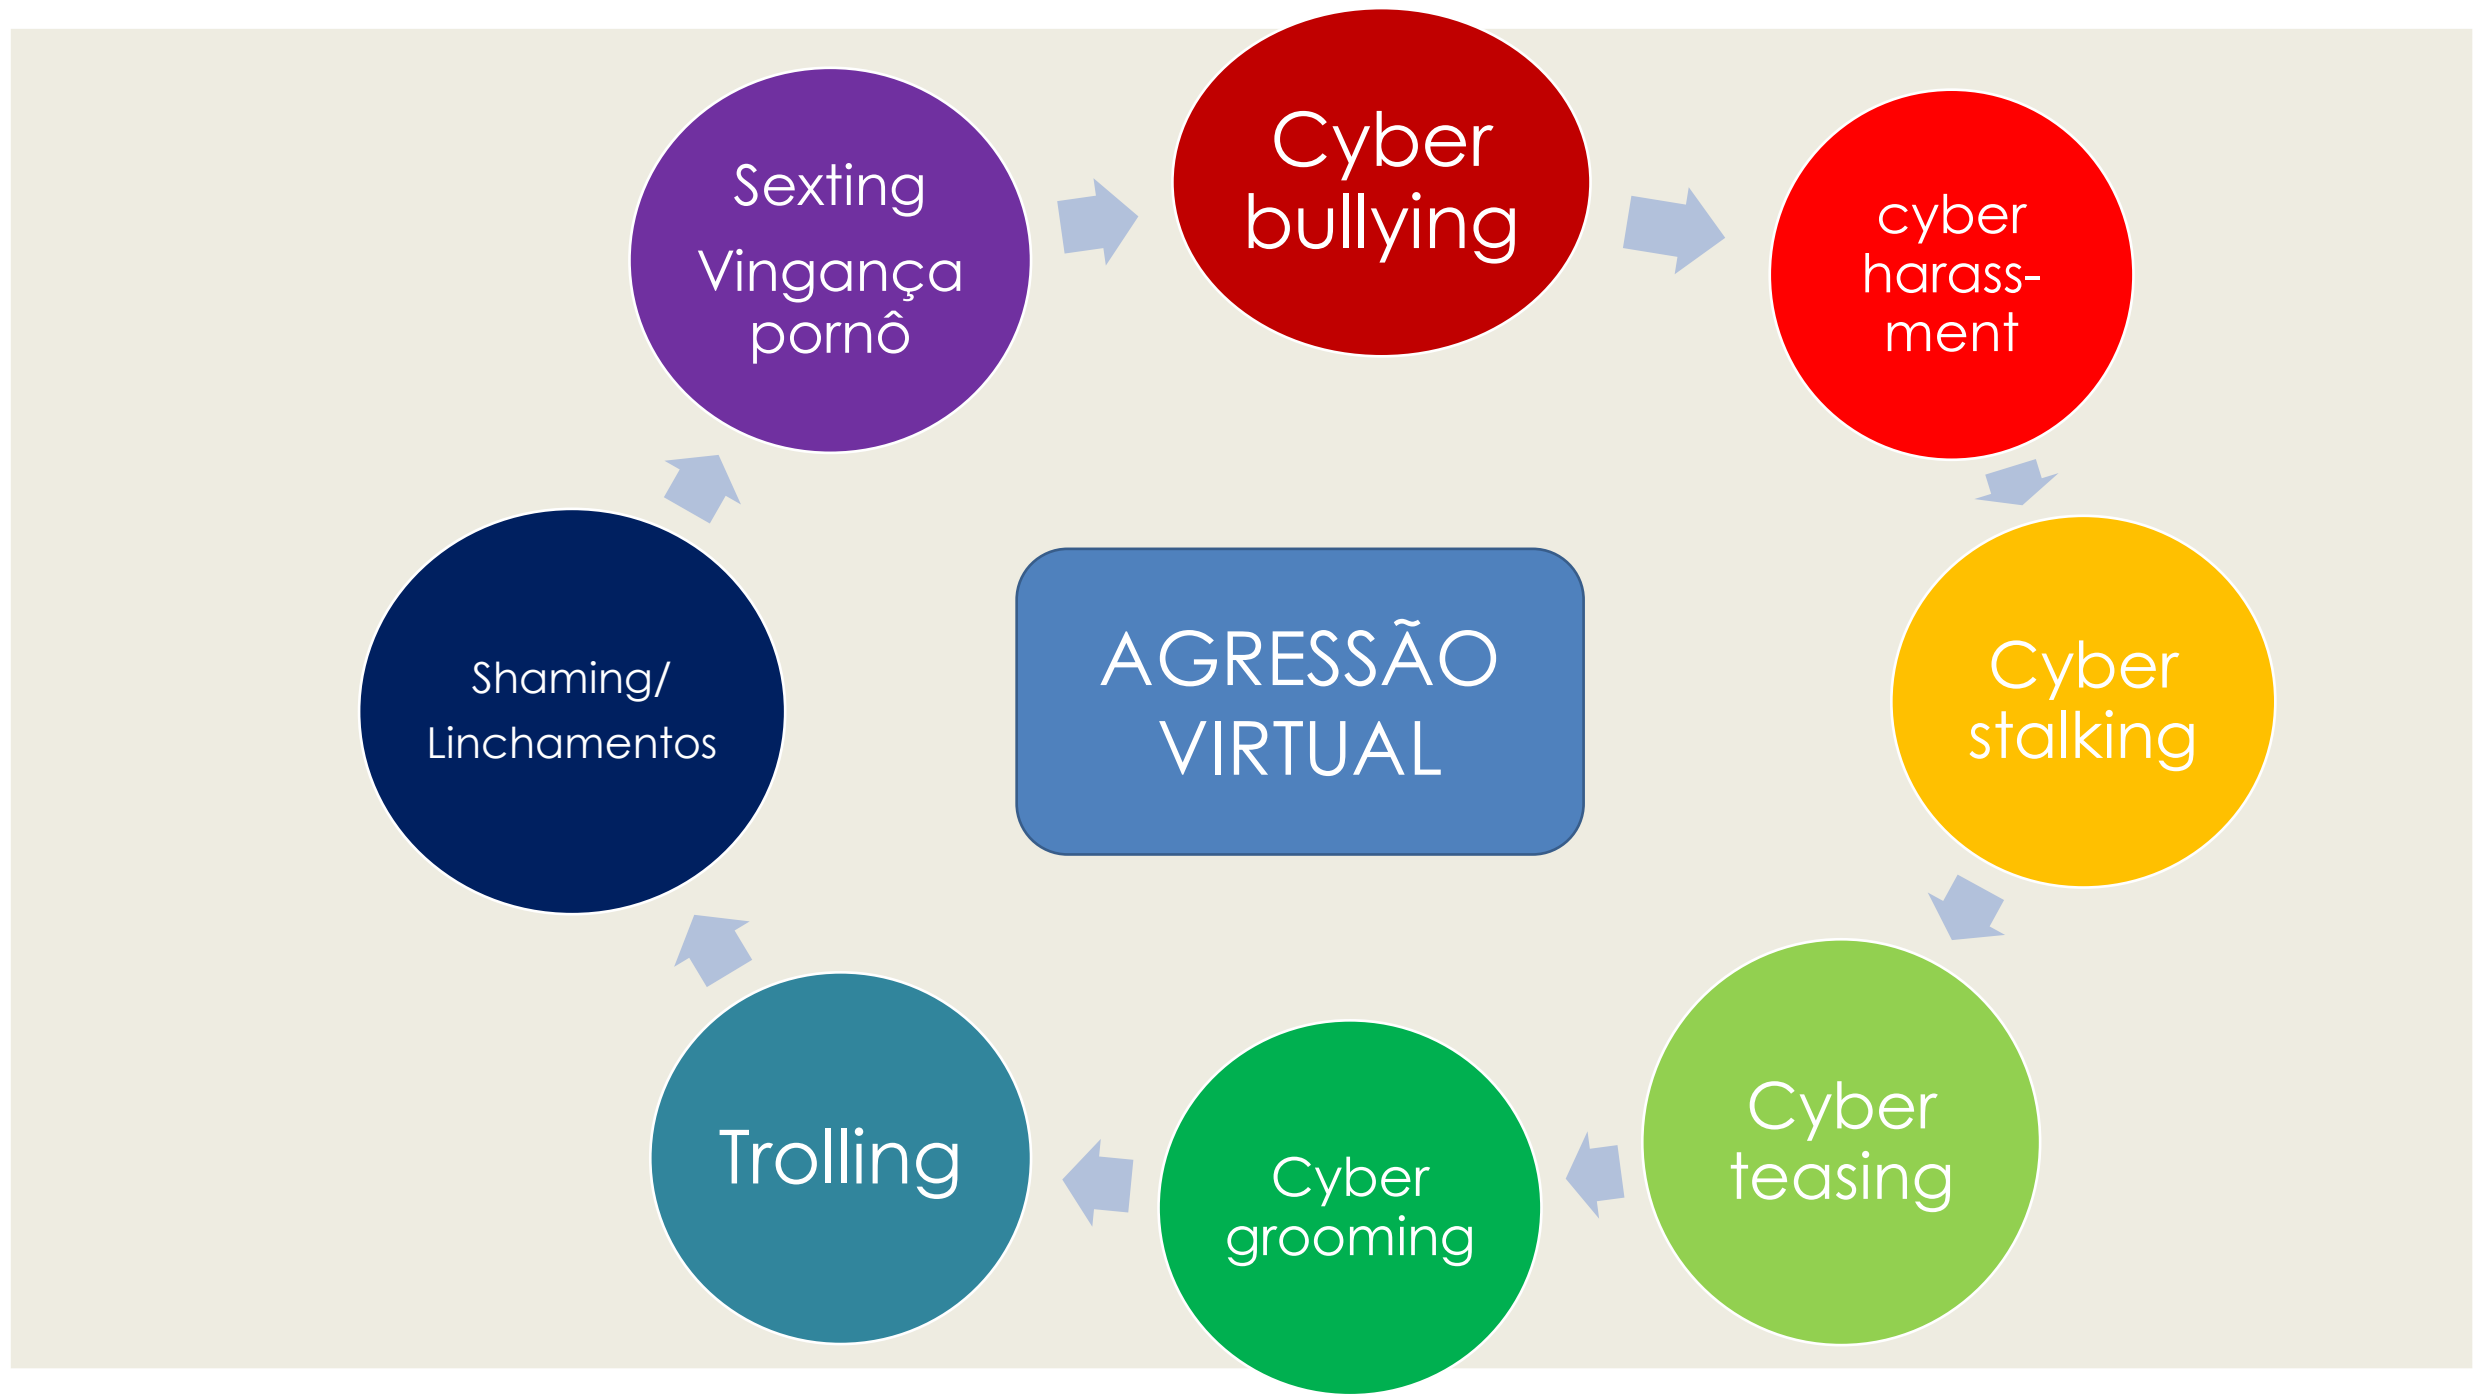 Cyber
bullying
cyber
harass-
ment
Cyber
stalking
Cyber
teasing
Cyber
grooming
Trolling
Shaming/
Linchamentos
Sexting
Vingança
pornô
AGRESSÃO
VIRTUAL